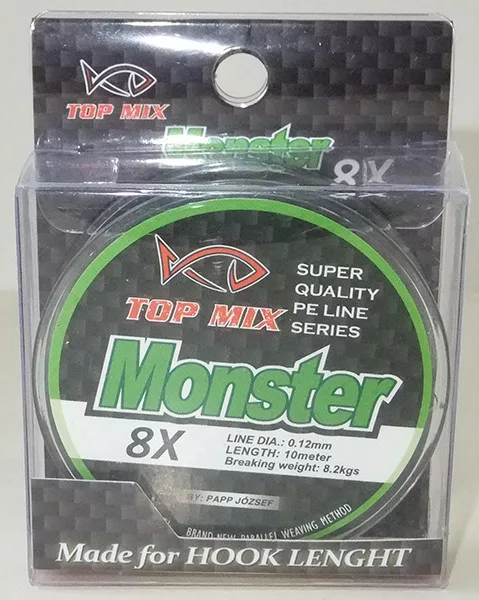 TOP MIX
Monster
8X
TOP MIX
SUPER
QUALITY
PE LINE
SERIES
Monster
8X
LINE DIA.: 0.12mm
LENGTH: 10meter
Breaking weight: 8.2kgs
BY: PAPP JÓZSEF
BRAND NEW PARALLEL WEAVING METHOD
Made for HOOK LENGHT